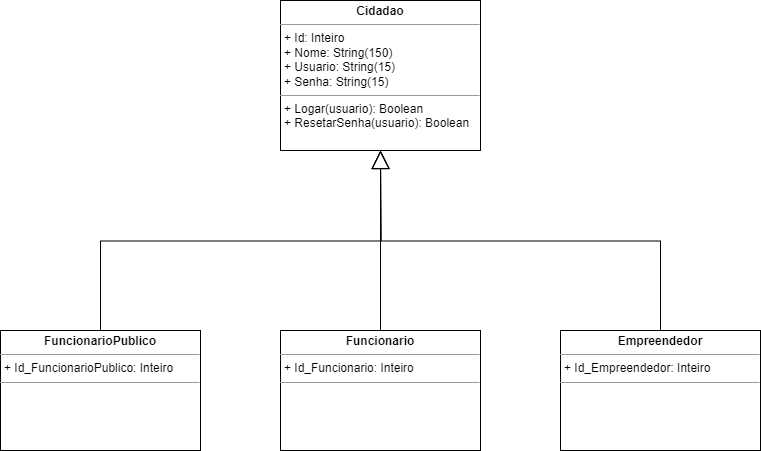 Cidadao
+ Id: Inteiro
+ Nome: String(150)
+ Usuario: String(15)
+ Senha: String(15)
+ Logar(usuario): Boolean
+ ResetarSenha(usuario): Boolean
FuncionarioPublico
+ Id_FuncionarioPublico: Inteiro
Funcionario
+ Id_Funcionario: Inteiro
Empreendedor
+ Id_Empreendedor: Inteiro